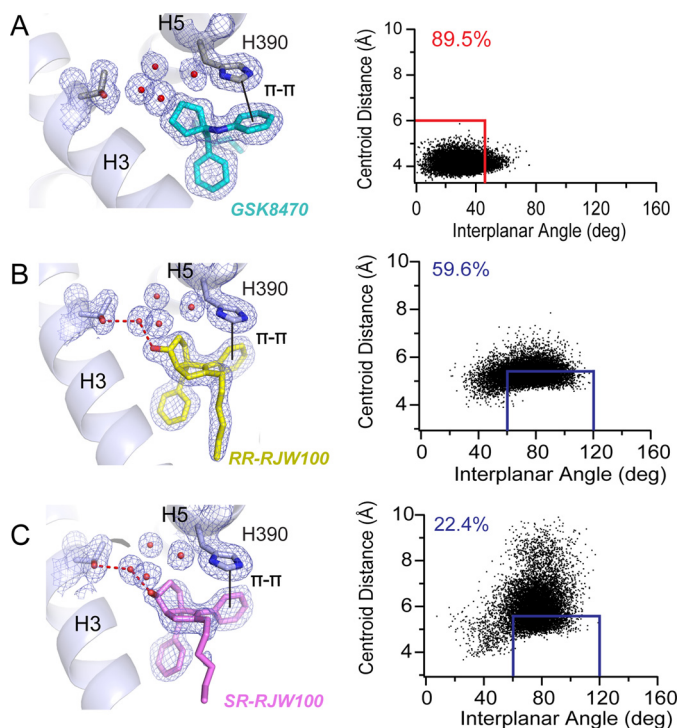 A
H5
H390
π-π
H3
GSK8470
89.5%
Centroid Distance (Å)
10
8
6
4
0 40 80 120 160
Interplanar Angle (deg)
B
H5
H390
π-π
H3
RR-RJW100
59.6%
Centroid Distance (Å)
10
8
6
4
0 40 80 120 160
Interplanar Angle (deg)
C
H5
H390
π-π
H3
SR-RJW100
22.4%
Centroid Distance (Å)
10
8
6
4
0 40 80 120 160
Interplanar Angle (deg)